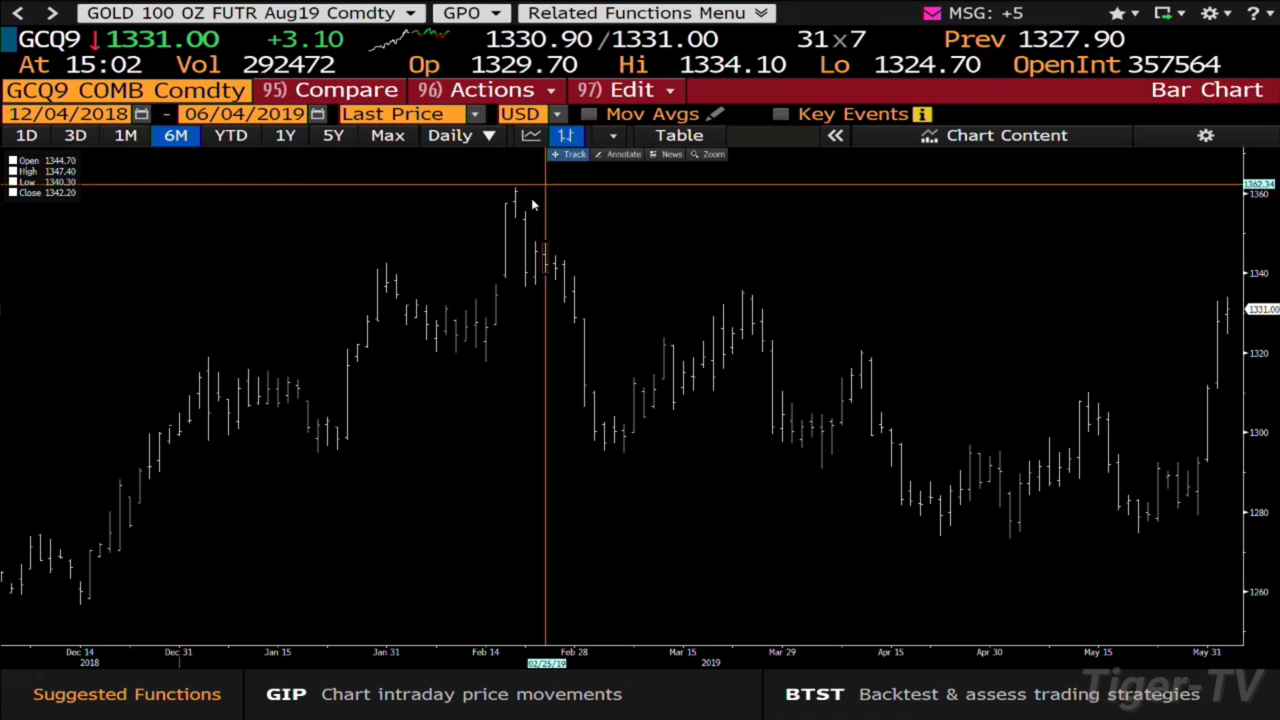 GOLD 100 OZ FUTR Aug19 Comdty GPO Related Functions Menu MSG: +5 ?
GCQ9 ↓1331.00 +3.10 1330.90/1331.00 31x7 Prev 1327.90
At 15:02 Vol 292472 Op 1329.70 Hi 1334.10 Lo 1324.70 OpenInt 357564
GCQ9 COMB Comdty 95) Compare 96) Actions 97) Edit Bar Chart
12/04/2018 - 06/04/2019 Last Price USD Mov Avgs Key Events i
1D 3D 1M 6M YTD 1Y 5Y Max Daily ▼ Table « Chart Content
Track Annotate News Zoom
Open 1344.70
High 1347.40
Low 1340.30
Close 1342.20
1362.34
1360
1340
1331.00
1320
1300
1280
1260
Dec 14 Dec 31 Jan 15 Jan 31 Feb 14 Feb 28 Mar 15 Mar 29 Apr 15 Apr 30 May 15 May 31
2018 02/25/19 2019
Suggested Functions GIP Chart intraday price movements BTST Backtest & assess trading strategies
Tiger-TV